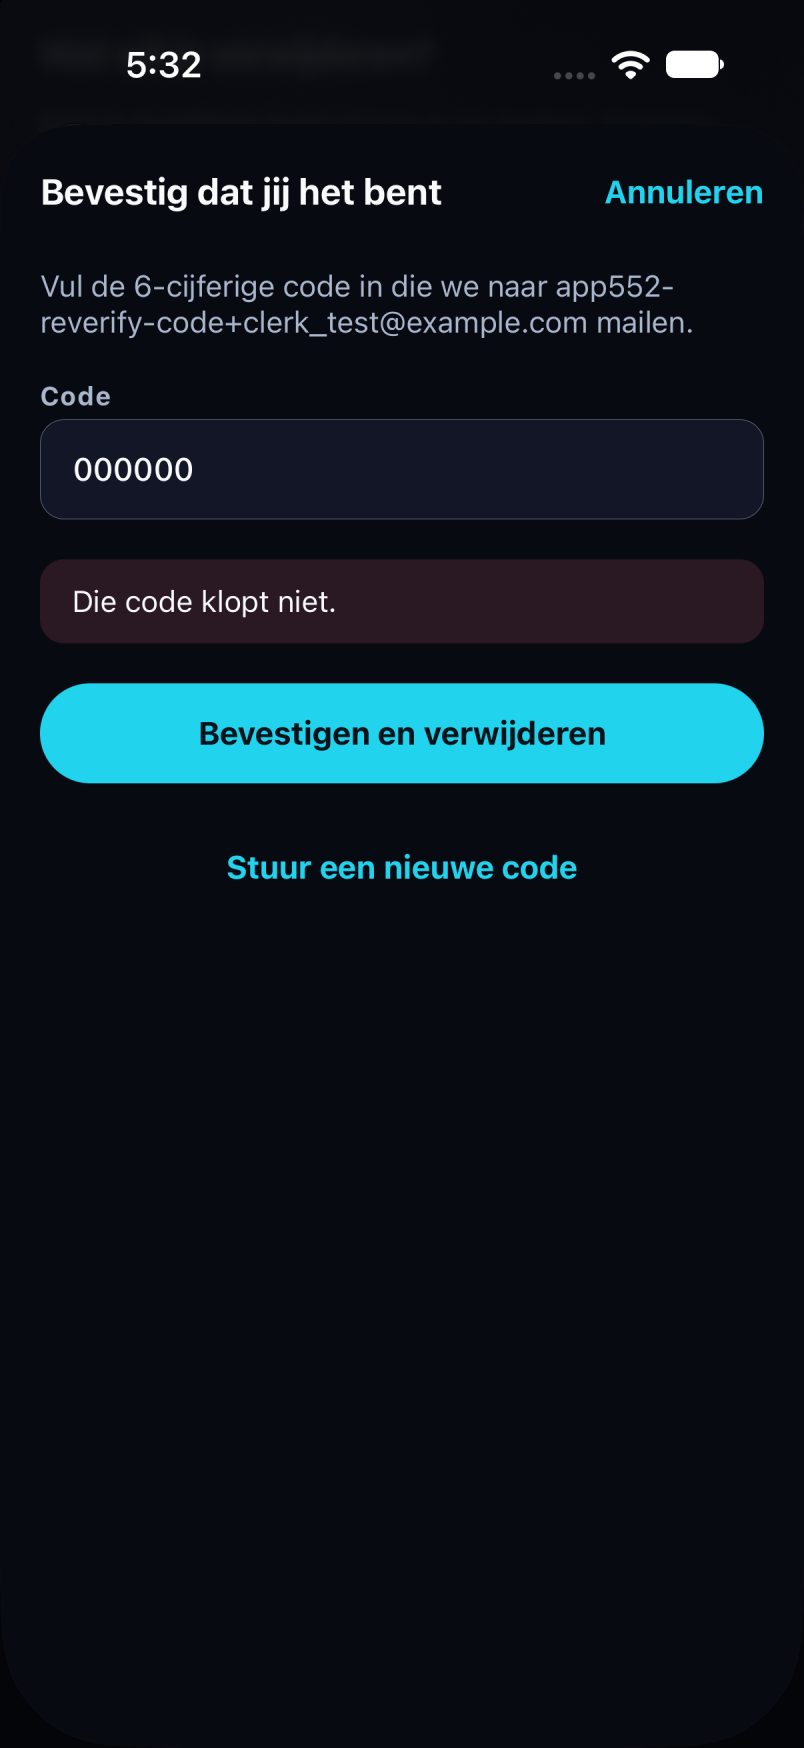 5:32
Bevestig dat jij het bent
Annuleren
Vul de 6-cijferige code in die we naar app552-
reverify-code+clerk_test@example.com mailen.
Code
000000
Die code klopt niet.
Bevestigen en verwijderen
Stuur een nieuwe code